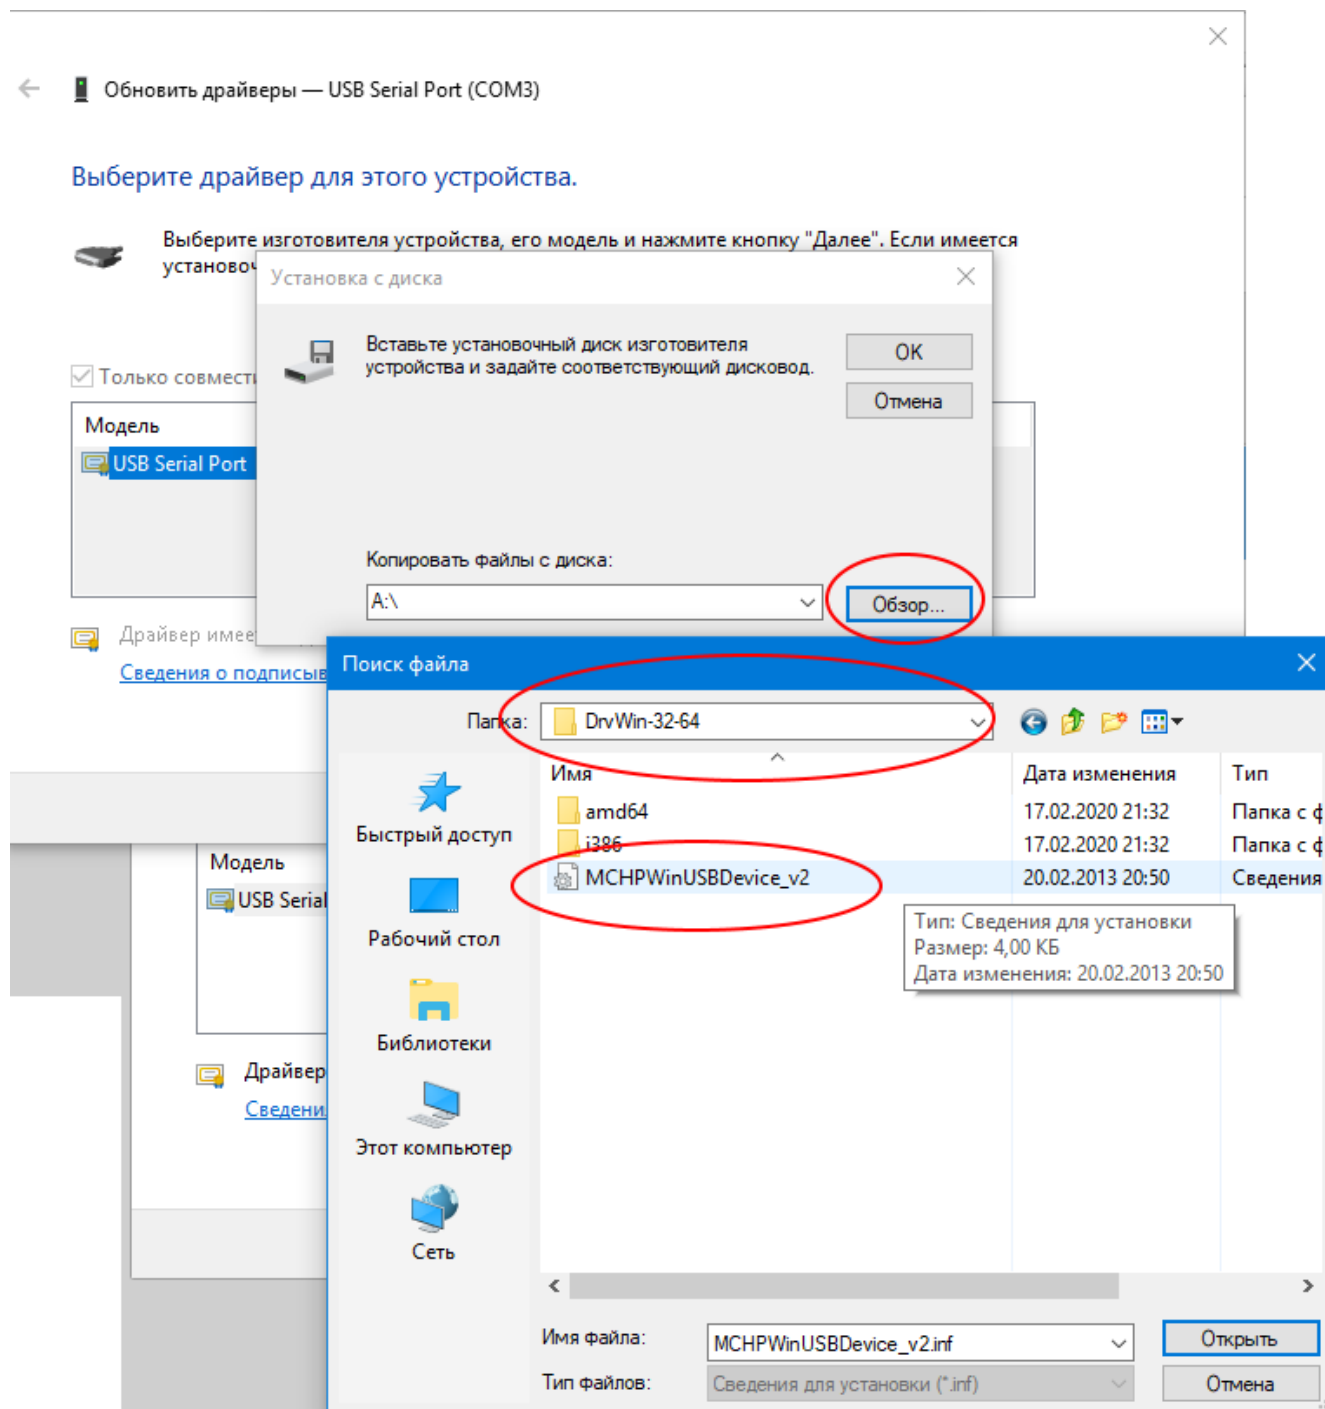 Обновить драйверы — USB Serial Port (COM3)
Выберите драйвер для этого устройства.
Выберите изготовителя устройства, его модель и нажмите кнопку "Далее". Если имеется
Установка с диска
Вставьте установочный диск изготовителя
устройства и задайте соответствующий дисковод.
OK
Отмена
Только
Модель
USB Serial Port
Копировать файлы с диска:
A:\
Обзор...
Драйвер
Сведения о
Поиск файла
Папка:
DrvWin-32-64
Имя
Дата изменения
Тип
amd64
17.02.2020 21:32
Папка с
i386
17.02.2020 21:32
Папка с
MCHPWinUSBDevice_v2
20.02.2013 20:50
Сведения
Тип: Сведения для установки
Размер: 4,00 КБ
Дата изменения: 20.02.2013 20:50
Быстрый доступ
Рабочий стол
Библиотеки
Этот компьютер
Сеть
Модель
USB Serial
Драйвер
Имя файла:
MCHPWinUSBDevice_v2.inf
Открыть
Тип файлов:
Сведения для установки (*.inf)
Отмена